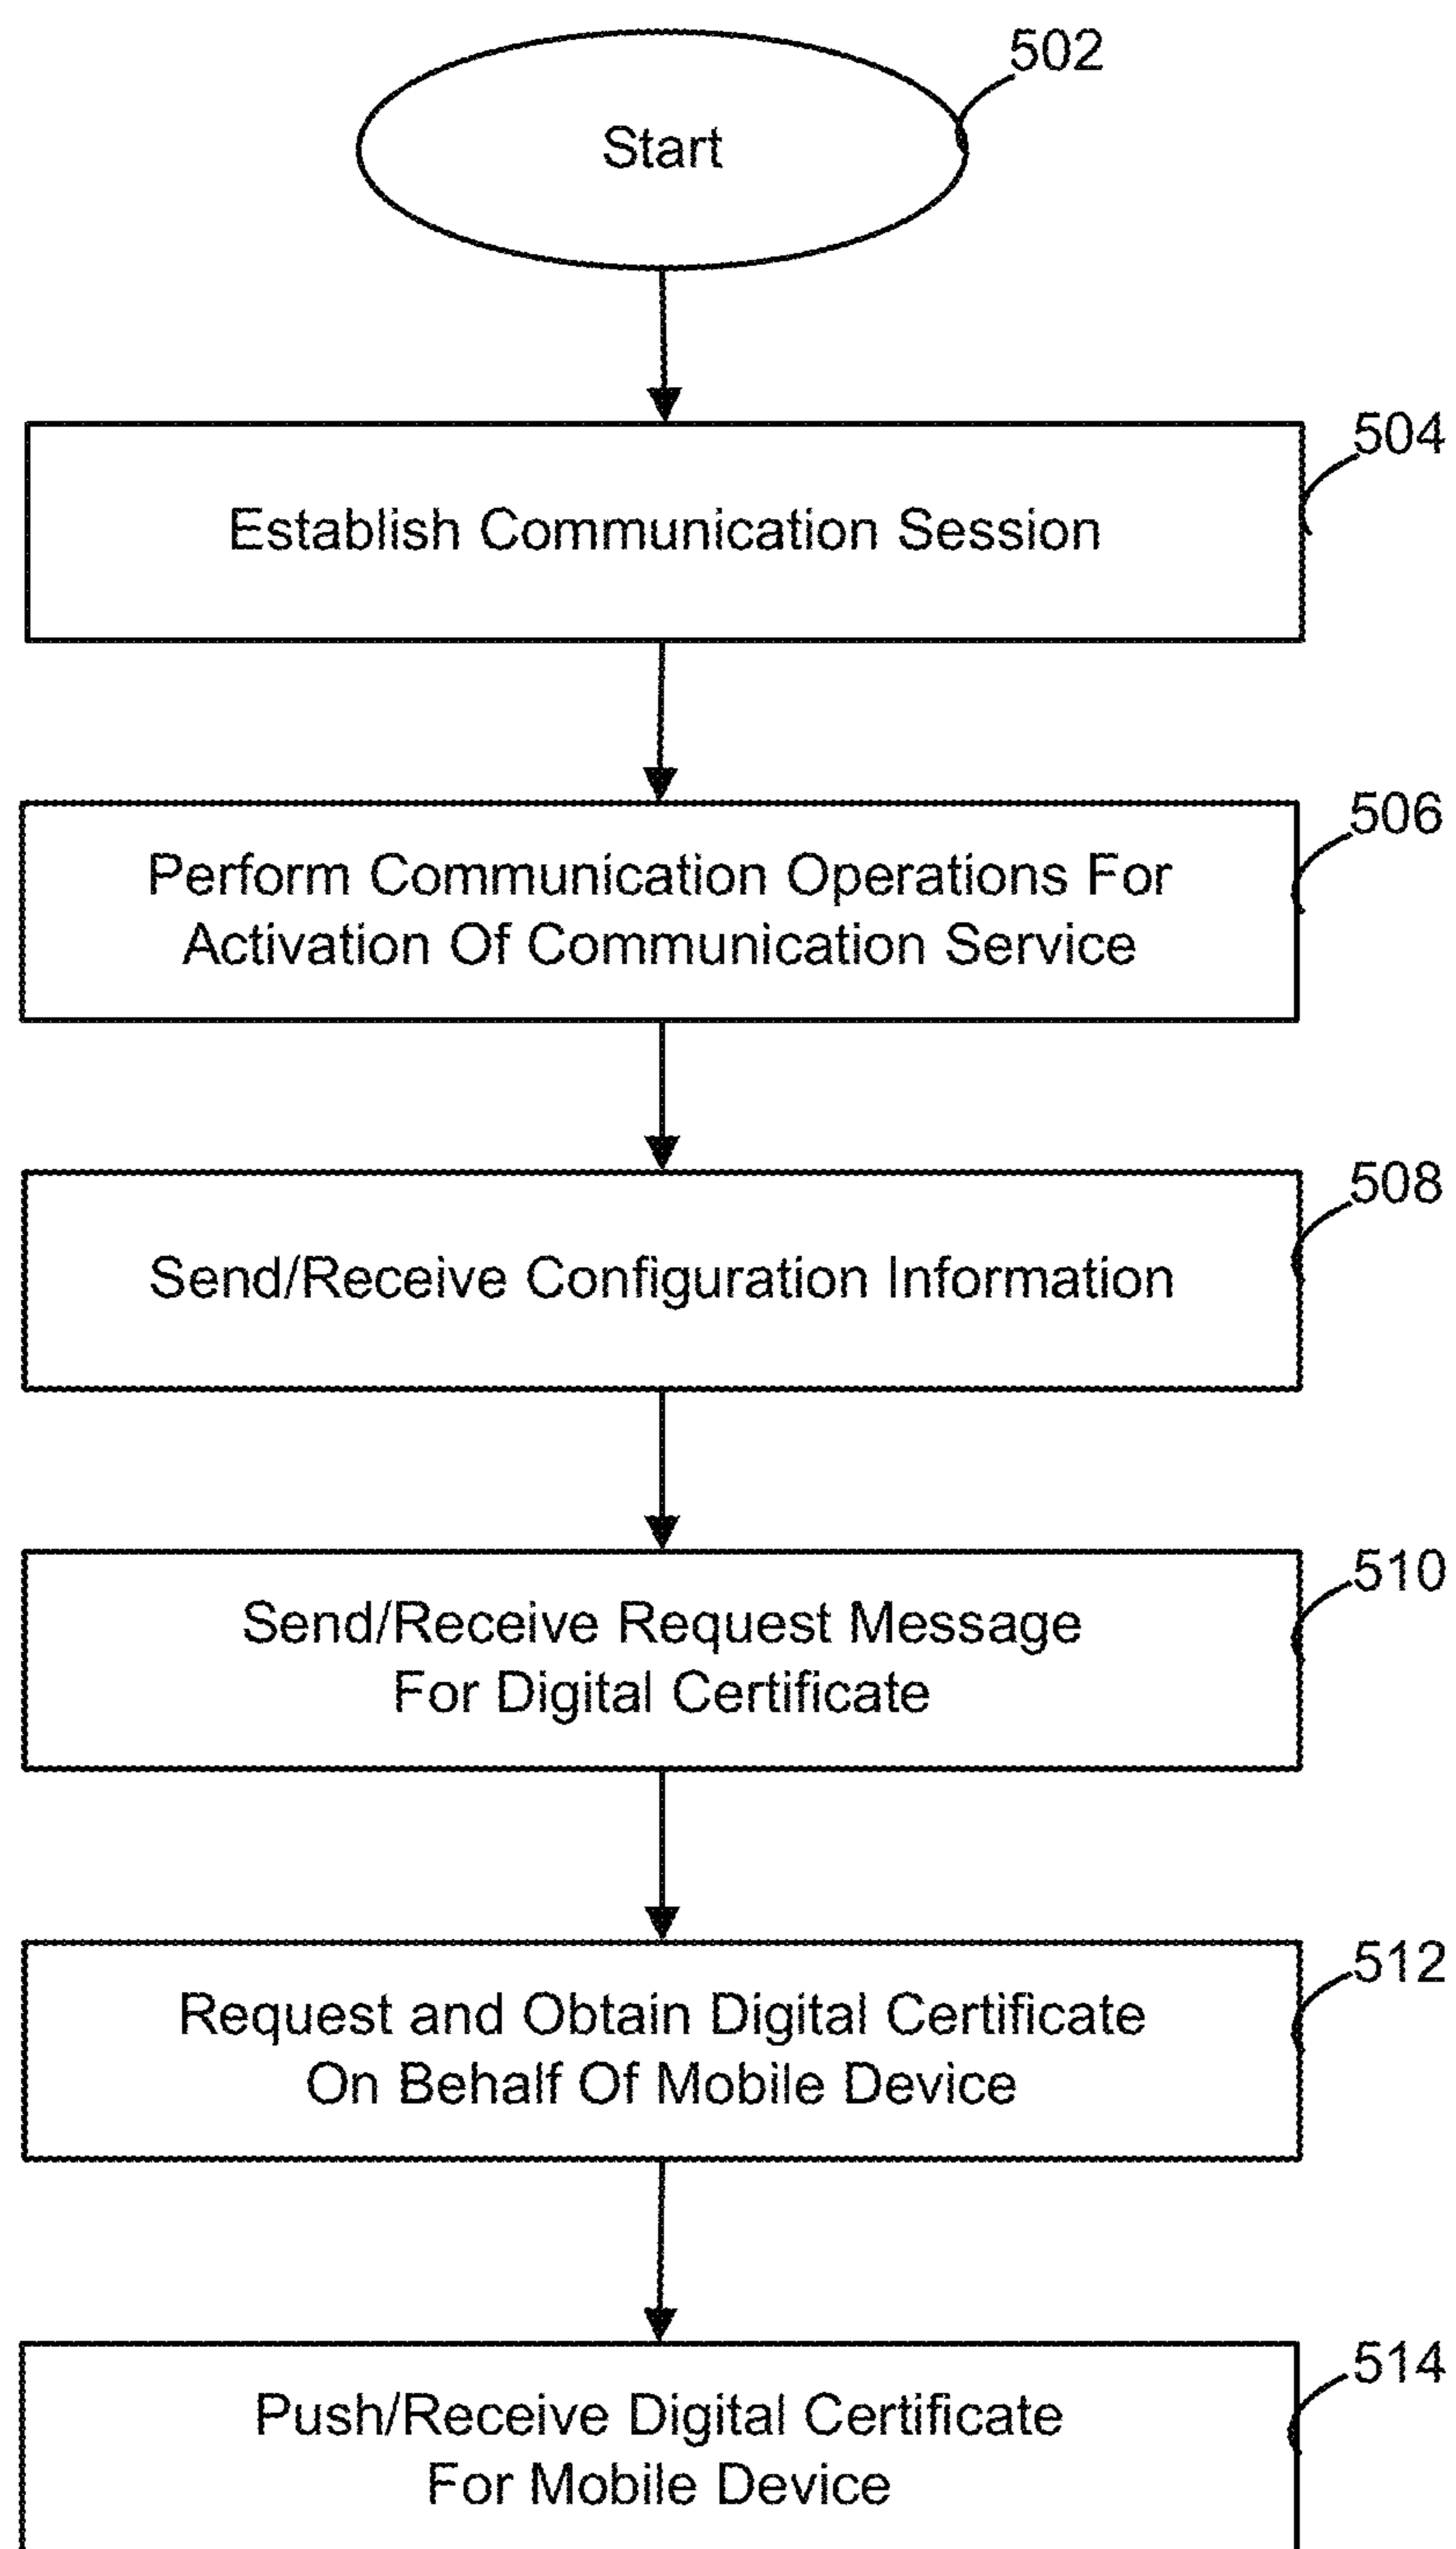 502
Start
504
Establish Communication Session
506
Perform Communication Operations For
Activation Of Communication Service
508
Send/Receive Configuration Information
510
Send/Receive Request Message
For Digital Certificate
512
Request and Obtain Digital Certificate
On Behalf Of Mobile Device
514
Push/Receive Digital Certificate
For Mobile Device